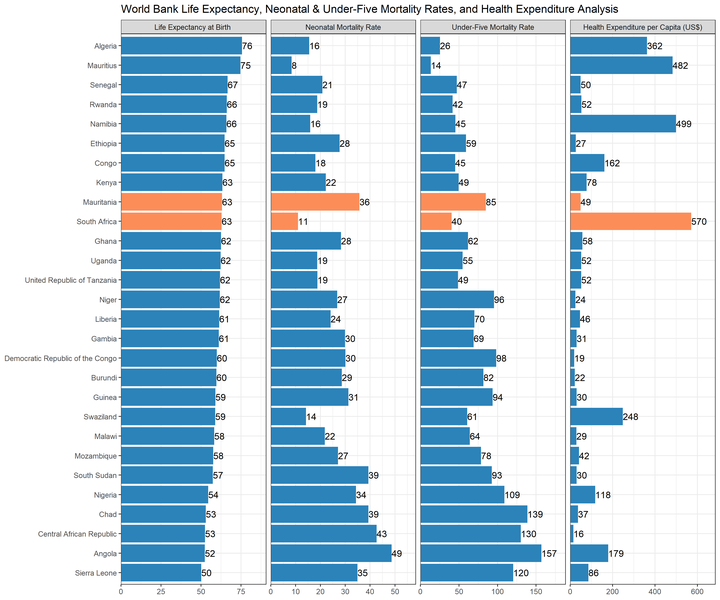 World Bank Life Expectancy, Neonatal & Under-Five Mortality Rates, and Health Expenditure Analysis
Life Expectancy at Birth Neonatal Mortality Rate Under-Five Mortality Rate Health Expenditure per Capita (US$)
Algeria 76 16 26 362
Mauritius 75 8 14 482
Senegal 67 21 47 50
Rwanda 66 19 42 52
Namibia 66 16 45 499
Ethiopia 65 28 59 27
Congo 65 18 45 162
Kenya 63 22 49 78
Mauritania 63 36 85 49
South Africa 63 11 40 570
Ghana 62 28 62 58
Uganda 62 19 55 52
United Republic of Tanzania 62 19 49 52
Niger 62 27 96 24
Liberia 61 24 70 46
Gambia 61 30 69 31
Democratic Republic of the Congo 60 30 98 19
Burundi 60 29 82 22
Guinea 59 31 94 30
Swaziland 59 14 61 248
Malawi 58 22 64 29
Mozambique 58 27 78 42
South Sudan 57 39 93 30
Nigeria 54 34 109 118
Chad 53 39 139 37
Central African Republic 53 43 130 16
Angola 52 49 157 179
Sierra Leone 50 35 120 86
0 25 50 75 0 10 20 30 40 50 0 50 100 150 0 200 400 600